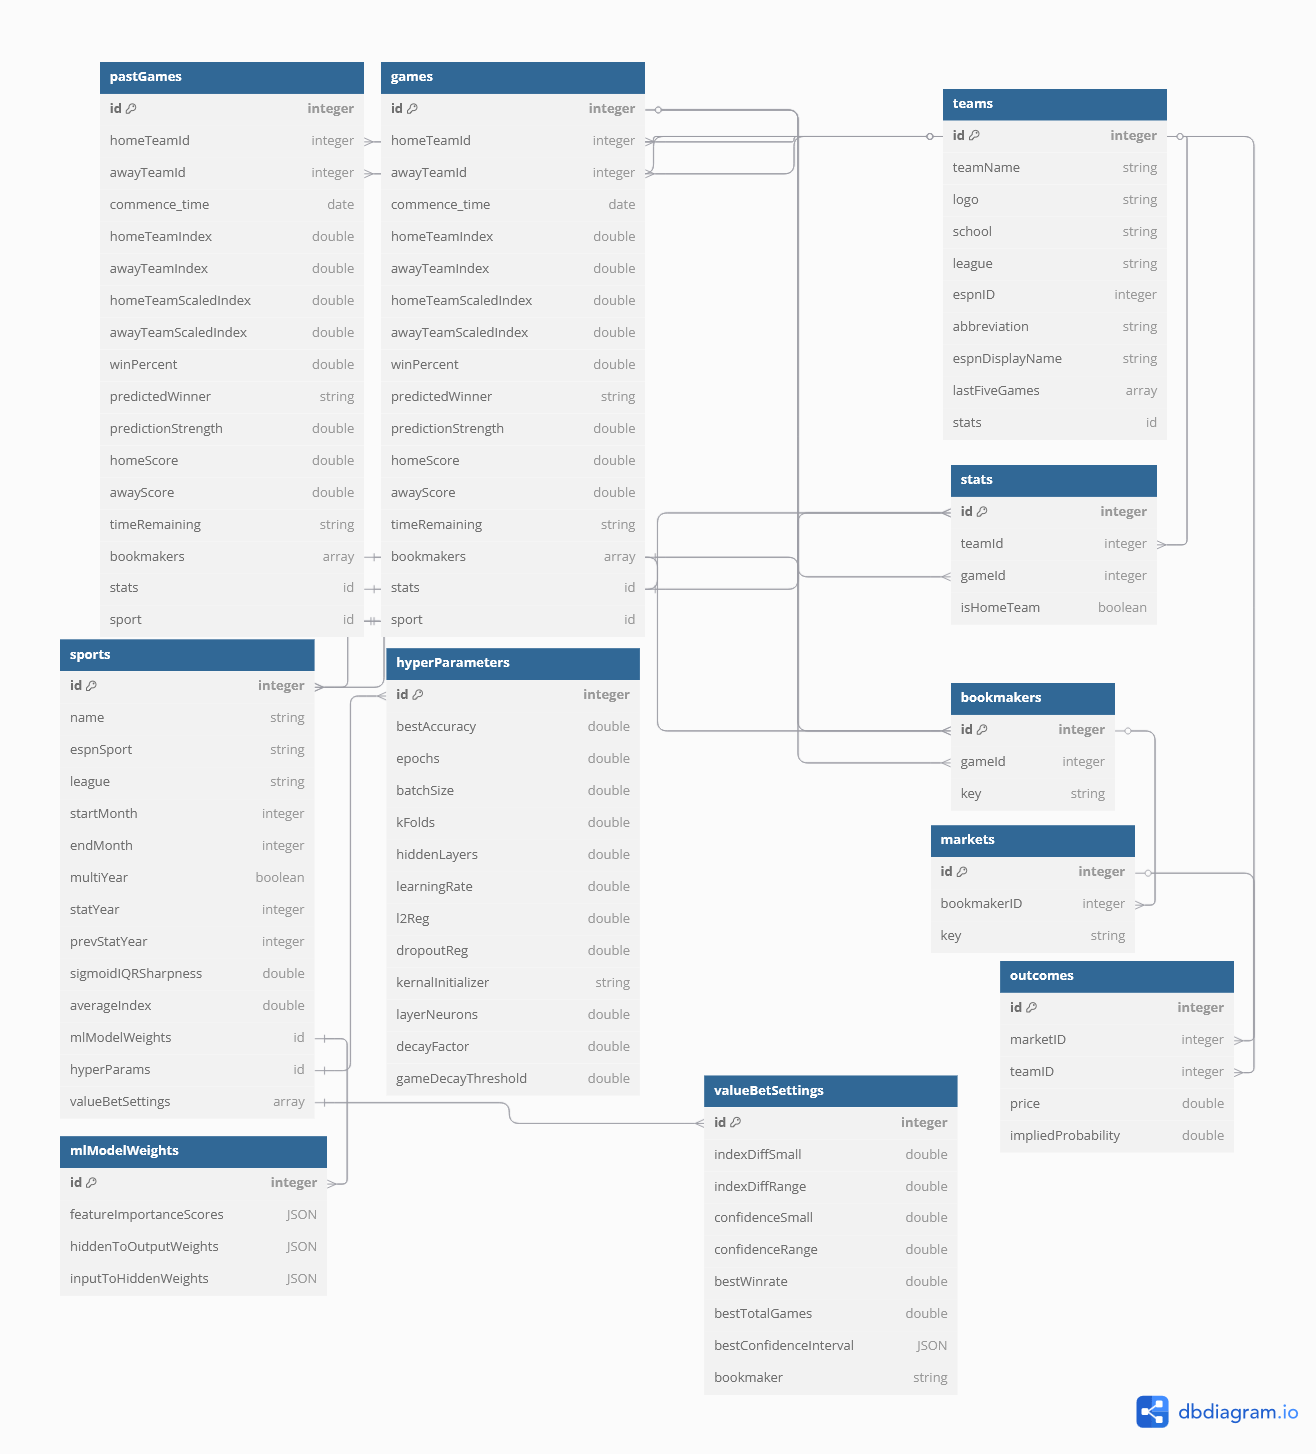 pastGames
id integer
homeTeamId integer
awayTeamId integer
commence_time date
homeTeamIndex double
awayTeamIndex double
homeTeamScaledIndex double
awayTeamScaledIndex double
winPercent double
predictedWinner string
predictionStrength double
homeScore double
awayScore double
timeRemaining string
bookmakers array
stats id
sport id
games
id integer
homeTeamId integer
awayTeamId integer
commence_time date
homeTeamIndex double
awayTeamIndex double
homeTeamScaledIndex double
awayTeamScaledIndex double
winPercent double
predictedWinner string
predictionStrength double
homeScore double
awayScore double
timeRemaining string
bookmakers array
stats id
sport id
teams
id integer
teamName string
logo string
school string
league string
espnID integer
abbreviation string
espnDisplayName string
lastFiveGames array
stats id
stats
id integer
teamId integer
gameId integer
isHomeTeam boolean
sports
id integer
name string
espnSport string
league string
startMonth integer
endMonth integer
multiYear boolean
statYear integer
prevStatYear integer
sigmoidIQRSharpness double
averageIndex double
mlModelWeights id
hyperParams id
valueBetSettings array
hyperParameters
id integer
bestAccuracy double
epochs double
batchSize double
kFolds double
hiddenLayers double
learningRate double
l2Reg double
dropoutReg double
kernalInitializer string
layerNeurons double
decayFactor double
gameDecayThreshold double
bookmakers
id integer
gameId integer
key string
markets
id integer
bookmakerID integer
key string
outcomes
id integer
marketID integer
teamID integer
price double
impliedProbability double
mlModelWeights
id integer
featureImportanceScores JSON
hiddenToOutputWeights JSON
inputToHiddenWeights JSON
valueBetSettings
id integer
indexDiffSmall double
indexDiffRange double
confidenceSmall double
confidenceRange double
bestWinrate double
bestTotalGames double
bestConfidenceInterval JSON
bookmaker string
dbdiagram.io